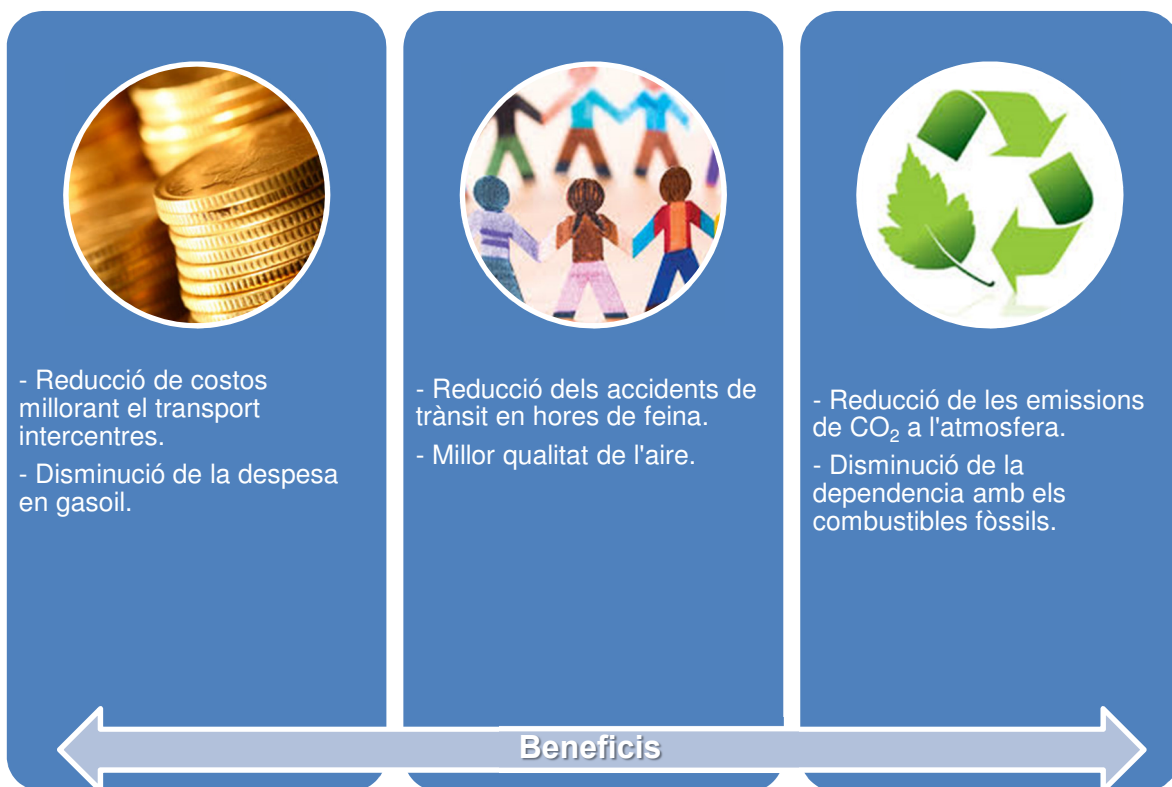 - Reducció de costos
millorant el transport
intercentres.
- Disminució de la despesa
en gasoil.
- Reducció dels accidents de
trànsit en hores de feina.
- Millor qualitat de l'aire.
- Reducció de les emissions
de CO₂ a l'atmosfera.
- Disminució de la
dependencia amb els
combustibles fòssils.
Beneficis